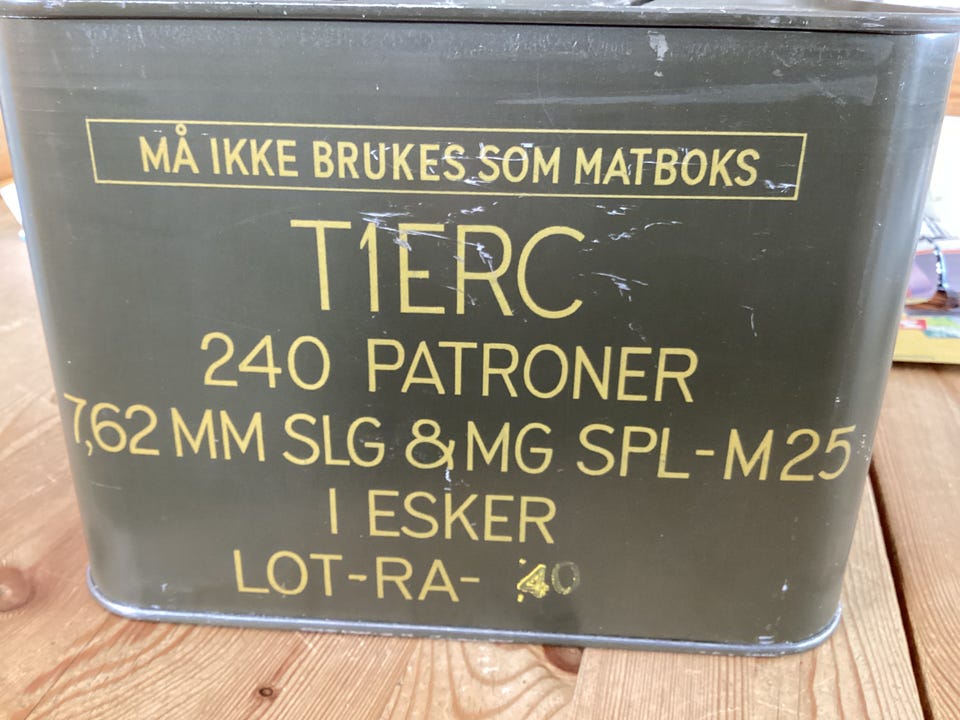 MÅ IKKE BRUKES SOM MATBOKS
T1ERC
240 PATRONER
7,62 MM SLG & MG SPL-M25
I ESKER
LOT-RA- 40